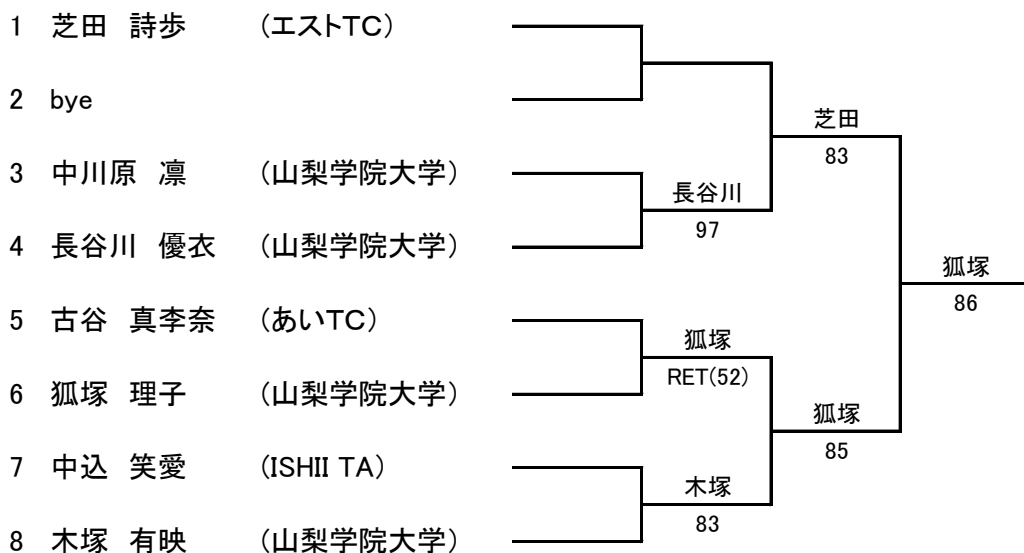 1 芝田 詩歩 (エストTC)
2 bye
3 中川原 凛 (山梨学院大学)
4 長谷川 優衣 (山梨学院大学)
5 古谷 真李奈 (あいTC)
6 狐塚 理子 (山梨学院大学)
7 中込 笑愛 (ISHII TA)
8 木塚 有映 (山梨学院大学)
長谷川
97
狐塚
RET(52)
木塚
83
芝田
83
狐塚
85
狐塚
86